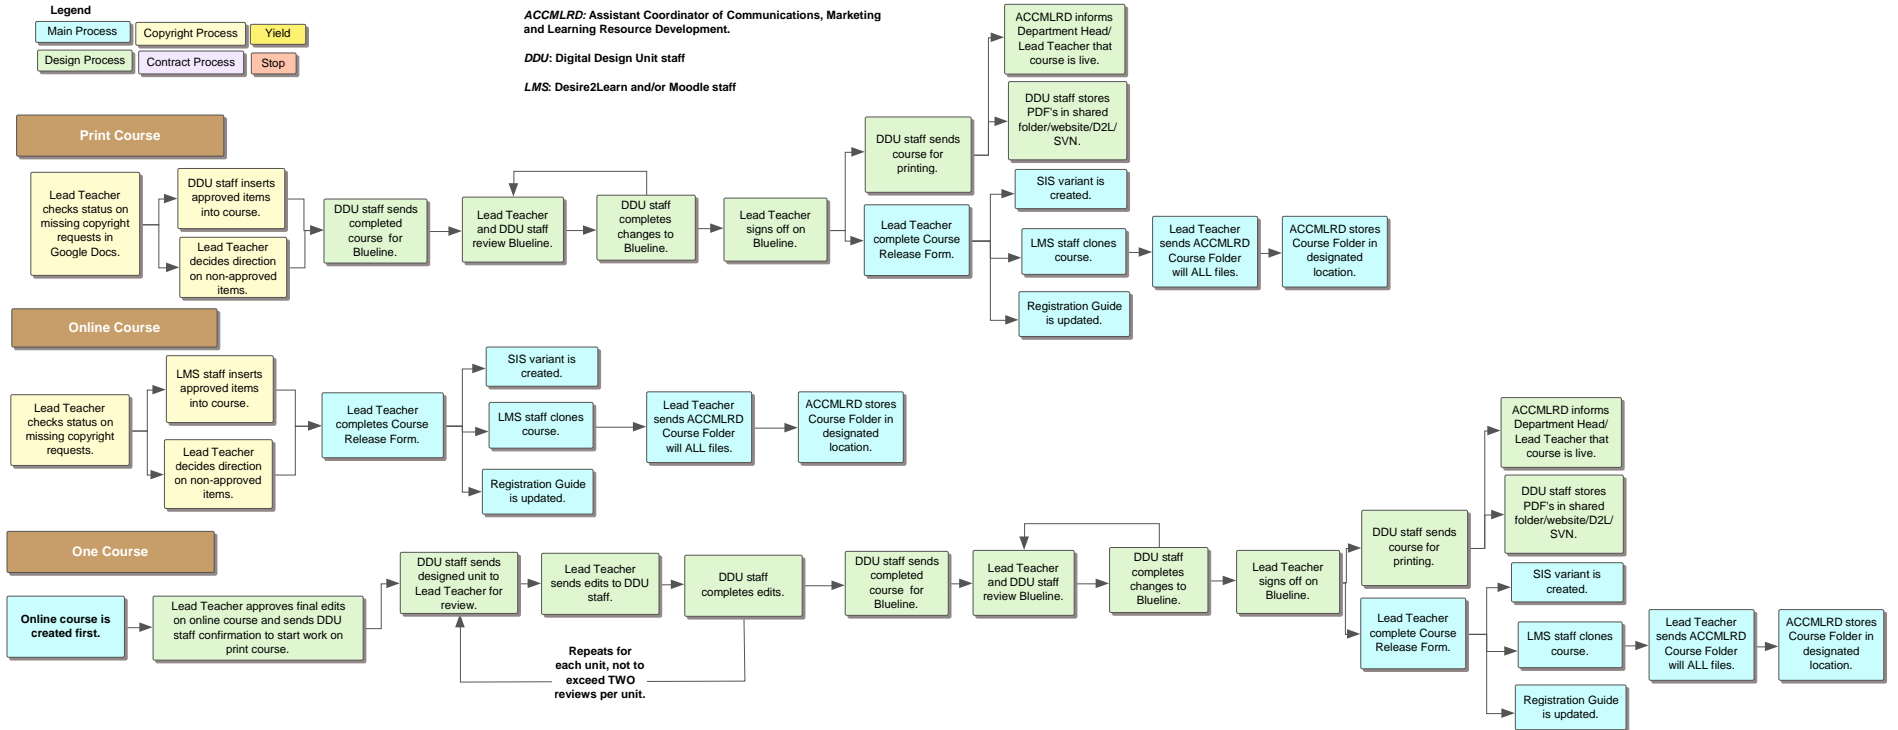 Legend
Main Process
Copyright Process
Yield
Design Process
Contract Process
Stop
ACCMLRD: Assistant Coordinator of Communications, Marketing
and Learning Resource Development.
DDU: Digital Design Unit staff
LMS: Desire2Learn and/or Moodle staff
Print Course
Lead Teacher
checks status on
missing copyright
requests in
Google Docs.
DDU staff inserts
approved items
into course.
Lead Teacher
decides direction
on non-approved
items.
DDU staff sends
completed
course for
Blueline.
Lead Teacher
and DDU staff
review Blueline.
DDU staff
completes
changes to
Blueline.
Lead Teacher
signs off on
Blueline.
DDU staff sends
course for
printing.
ACCMLRD informs
Department Head/
Lead Teacher that
course is live.
DDU staff stores
PDF's in shared
folder/website/D2L/
SVN.
Lead Teacher
complete Course
Release Form.
SIS variant is
created.
LMS staff clones
course.
Registration Guide
is updated.
Lead Teacher
sends ACCMLRD
Course Folder
will ALL files.
ACCMLRD stores
Course Folder in
designated
location.
Online Course
Lead Teacher
checks status on
missing copyright
requests.
LMS staff inserts
approved items
into course.
Lead Teacher
decides direction
on non-approved
items.
Lead Teacher
completes Course
Release Form.
SIS variant is
created.
LMS staff clones
course.
Registration Guide
is updated.
Lead Teacher
sends ACCMLRD
Course Folder
will ALL files.
ACCMLRD stores
Course Folder in
designated
location.
One Course
Online course is
created first.
Lead Teacher approves final edits
on online course and sends DDU
staff confirmation to start work on
print course.
DDU staff sends
designed unit to
Lead Teacher for
review.
Lead Teacher
sends edits to DDU
staff.
DDU staff
completes edits.
Repeats for
each unit, not to
exceed TWO
reviews per unit.
DDU staff sends
completed
course for
Blueline.
Lead Teacher
and DDU staff
review Blueline.
DDU staff
completes
changes to
Blueline.
Lead Teacher
signs off on
Blueline.
DDU staff sends
course for
printing.
ACCMLRD informs
Department Head/
Lead Teacher that
course is live.
DDU staff stores
PDF's in shared
folder/website/D2L/
SVN.
Lead Teacher
complete Course
Release Form.
SIS variant is
created.
LMS staff clones
course.
Registration Guide
is updated.
Lead Teacher
sends ACCMLRD
Course Folder
will ALL files.
ACCMLRD stores
Course Folder in
designated
location.